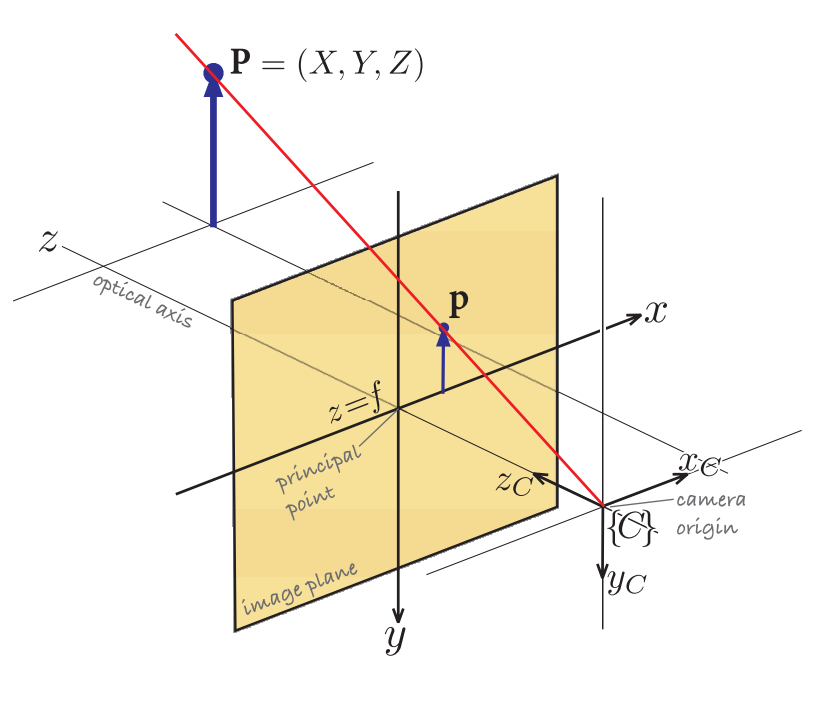 P = (X, Y, Z)
z
optical axis
p
x
z=f
principal
point
z_C
x_C
{C}
camera
origin
y_C
image plane
y